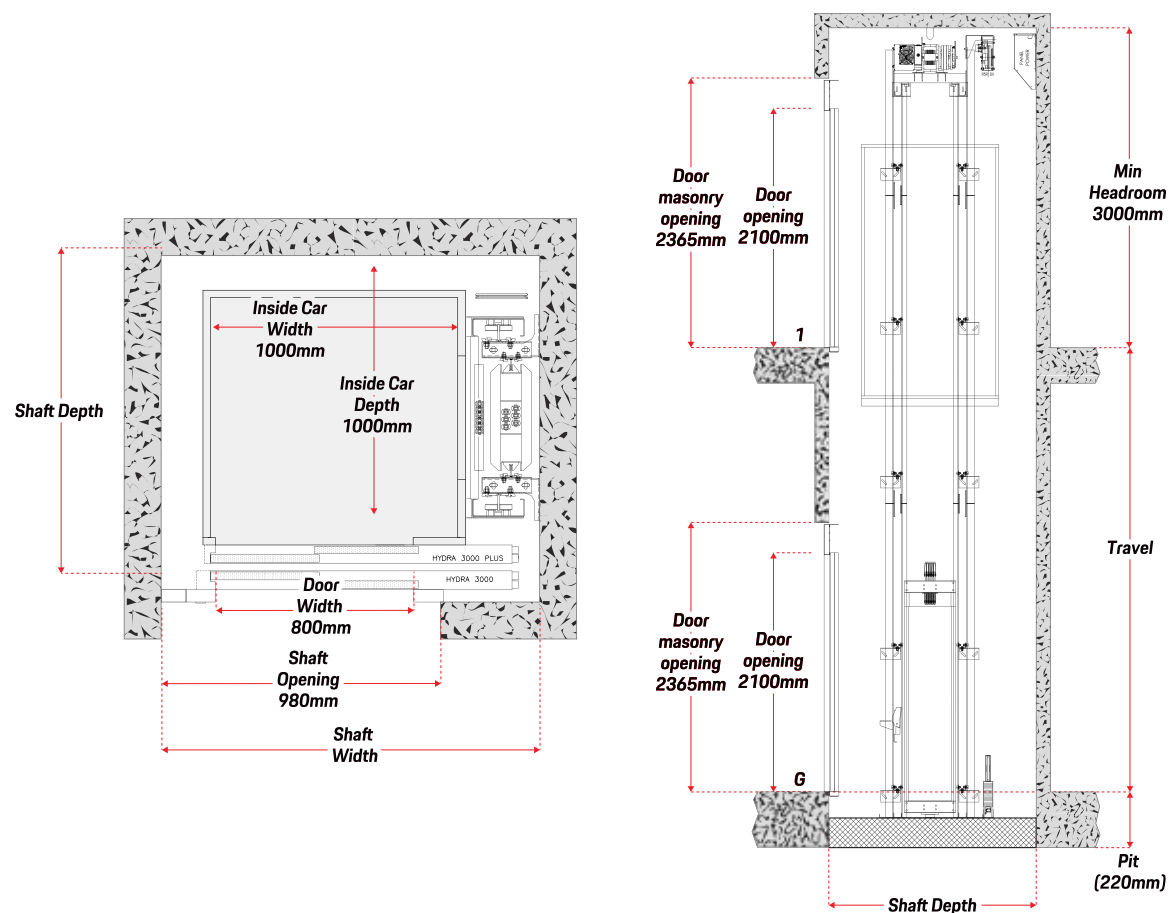 Shaft Depth
Inside Car
Width
1000mm
Inside Car
Depth
1000mm
HYDRA 3000 PLUS
HYDRA 3000
Door
Width
800mm
Shaft
Opening
980mm
Shaft
Width
PANEL
POWER
Door
masonry
opening
2365mm
Door
opening
2100mm
1
Min
Headroom
3000mm
Travel
Door
masonry
opening
2365mm
Door
opening
2100mm
G
Pit
(220mm)
Shaft Depth